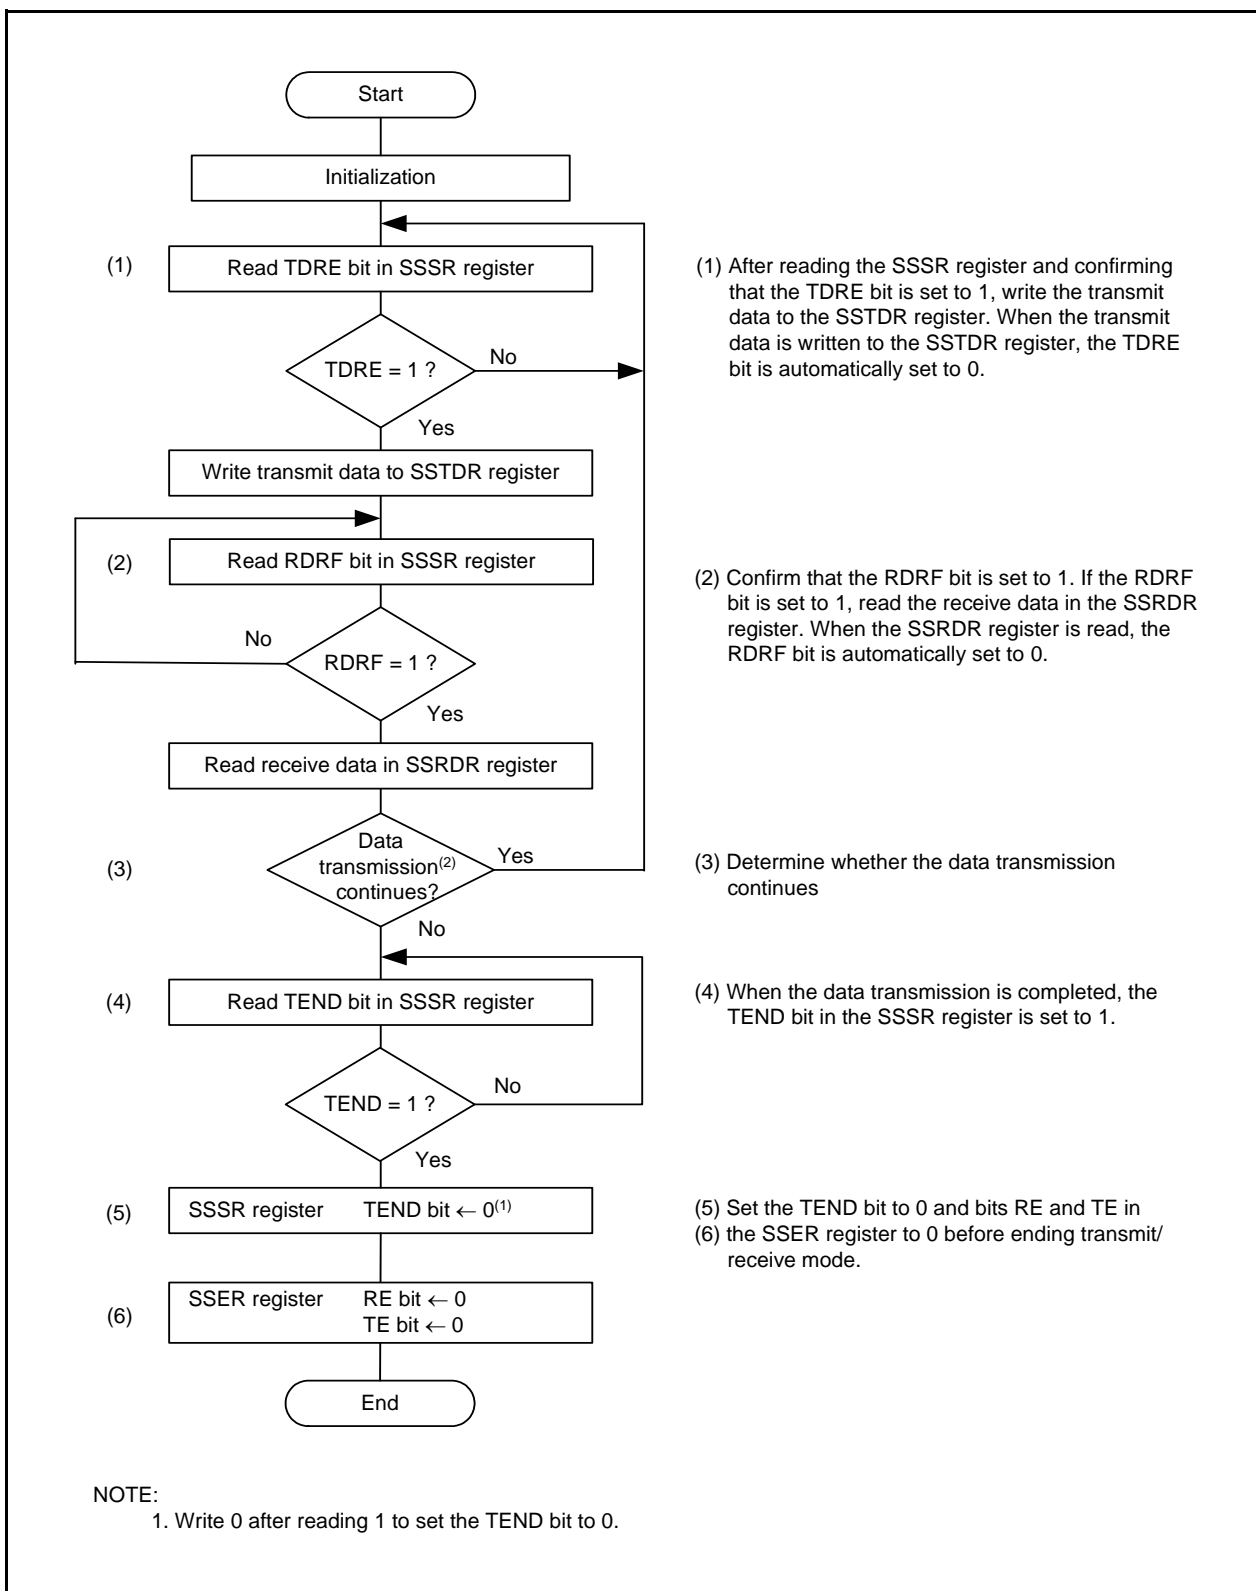 Start
Initialization
(1)
Read TDRE bit in SSSR register
TDRE = 1 ?
No
Yes
Write transmit data to SSTDR register
(2)
Read RDRF bit in SSSR register
No
RDRF = 1 ?
Yes
Read receive data in SSRDR register
(3)
Data
transmission(2)
continues?
Yes
No
(4)
Read TEND bit in SSSR register
TEND = 1 ?
No
Yes
(5)
SSSR register TEND bit ← 0(1)
(6)
SSER register RE bit ← 0
TE bit ← 0
End
(1) After reading the SSSR register and confirming
that the TDRE bit is set to 1, write the transmit
data to the SSTDR register. When the transmit
data is written to the SSTDR register, the TDRE
bit is automatically set to 0.
(2) Confirm that the RDRF bit is set to 1. If the RDRF
bit is set to 1, read the receive data in the SSRDR
register. When the SSRDR register is read, the
RDRF bit is automatically set to 0.
(3) Determine whether the data transmission
continues
(4) When the data transmission is completed, the
TEND bit in the SSSR register is set to 1.
(5) Set the TEND bit to 0 and bits RE and TE in
(6) the SSER register to 0 before ending transmit/
receive mode.
NOTE:
1. Write 0 after reading 1 to set the TEND bit to 0.